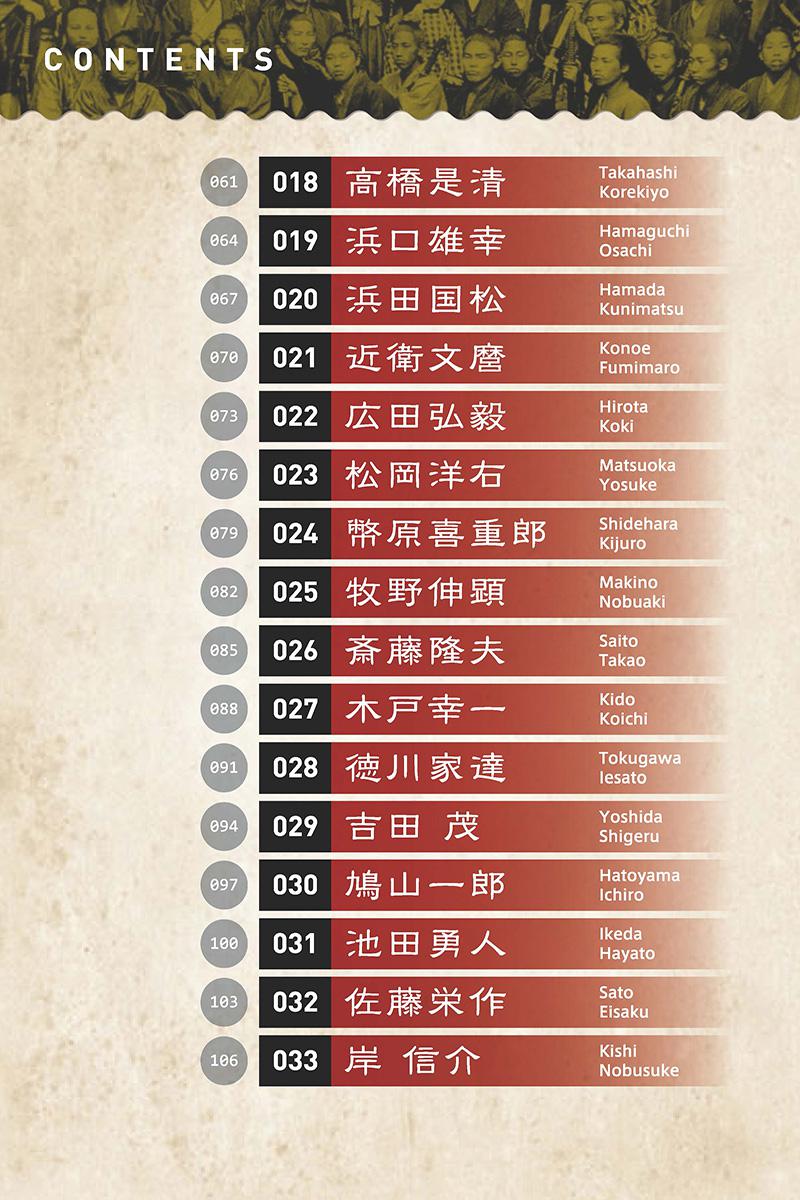 CONTENTS
061 018 高橋是清 Takahashi
Korekiyo
064 019 浜口雄幸 Hamaguchi
Osachi
067 020 浜田国松 Hamada
Kunimatsu
070 021 近衛文麿 Konoe
Fumimaro
073 022 広田弘毅 Hirota
Koki
076 023 松岡洋右 Matsuoka
Yosuke
079 024 幣原喜重郎 Shidehara
Kijuro
082 025 牧野伸顕 Makino
Nobuaki
085 026 斎藤隆夫 Saito
Takao
088 027 木戸幸一 Kido
Koichi
091 028 徳川家達 Tokugawa
Iesato
094 029 吉田 茂 Yoshida
Shigeru
097 030 鳩山一郎 Hatoyama
Ichiro
100 031 池田勇人 Ikeda
Hayato
103 032 佐藤栄作 Sato
Eisaku
106 033 岸 信介 Kishi
Nobusuke